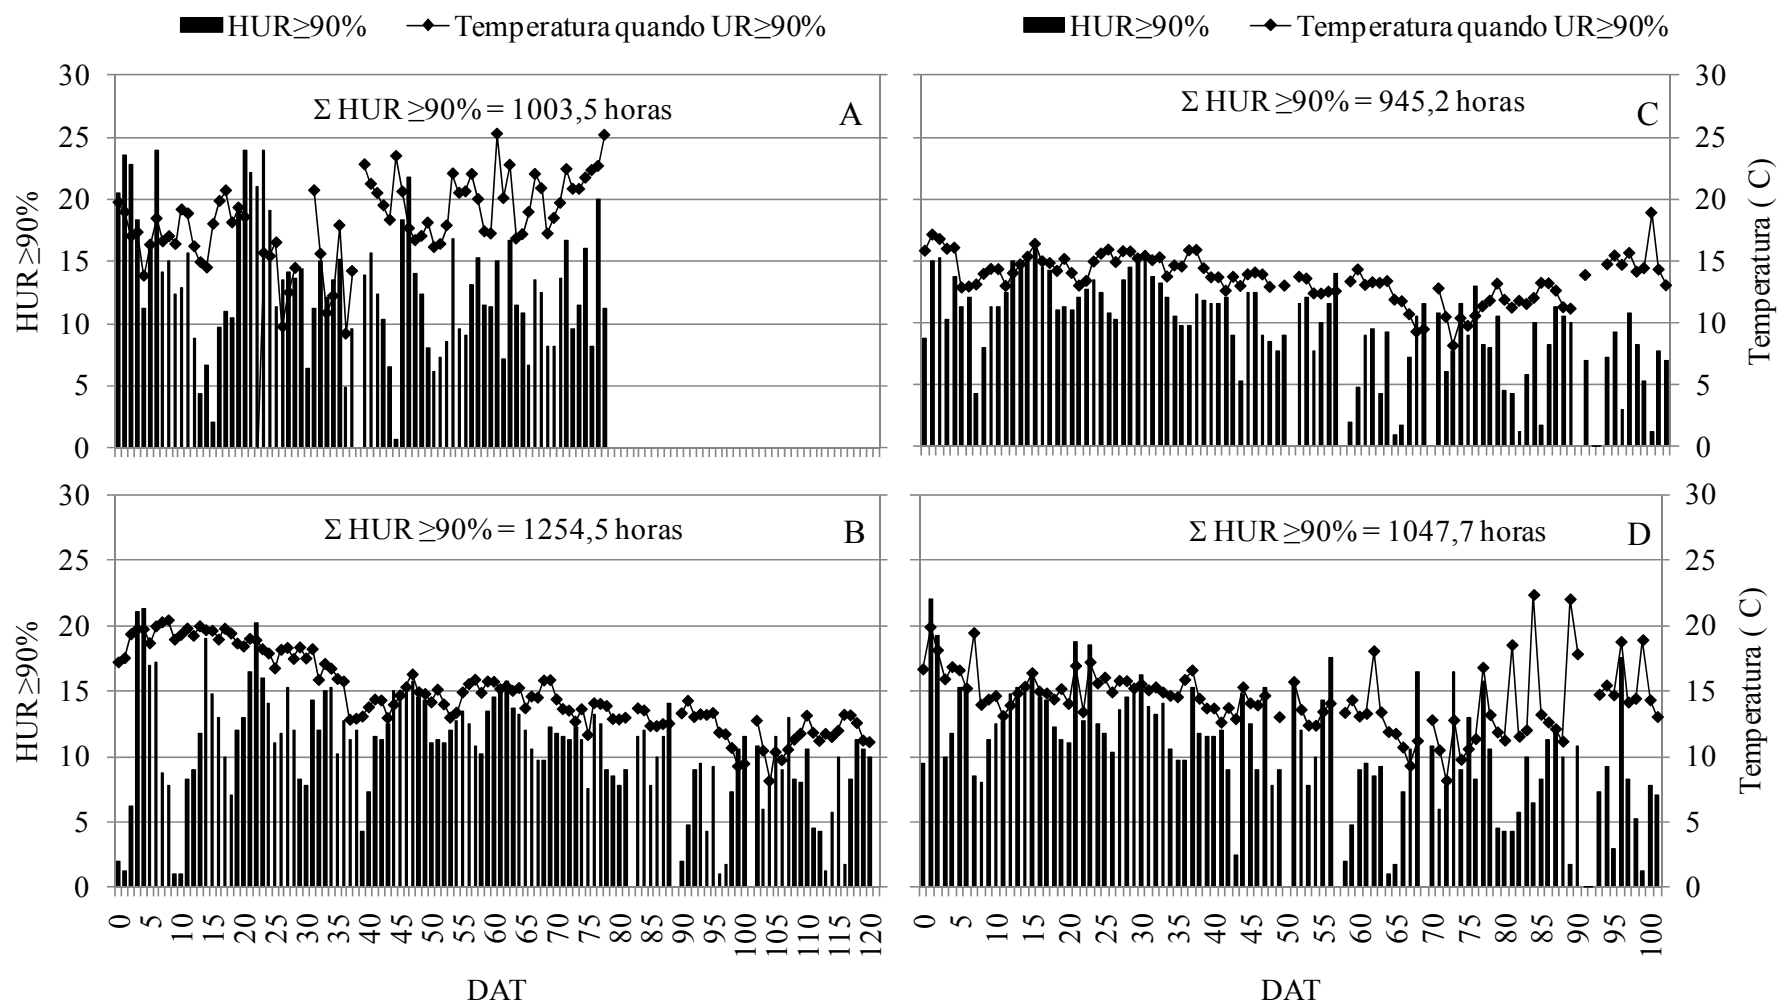 HUR≥90% Temperatura quando UR≥90% HUR≥90% Temperatura quando UR≥90%
Σ HUR ≥90% = 1003,5 horas
A
30
25
20
15
10
5
0
HUR ≥90%
Σ HUR ≥90% = 945,2 horas
C
30
25
20
15
10
5
0
Temperatura ( C)
Σ HUR ≥90% = 1254,5 horas
B
30
25
20
15
10
5
0
HUR ≥90%
0 5 10 15 20 25 30 35 40 45 50 55 60 65 70 75 80 85 90 95 100 105 110 115 120
DAT
Σ HUR ≥90% = 1047,7 horas
D
30
25
20
15
10
5
0
Temperatura ( C)
0 5 10 15 20 25 30 35 40 45 50 55 60 65 70 75 80 85 90 95 100
DAT